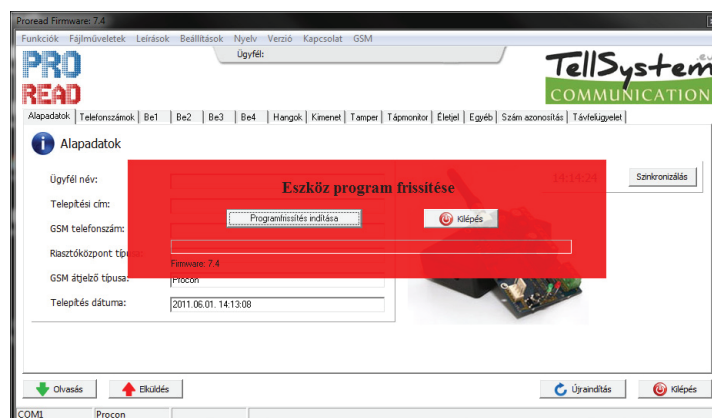 Proread Firmware: 7.4
Funkciók Fájlműveletek Leírások Beállítások Nyelv Verzió Kapcsolat GSM
Ügyfél:
PRO
READ
TellSystem.eu
COMMUNICATION
Alapadatok Telefonszámok Be1 Be2 Be3 Be4 Hangok Kimenet Tamper Tápmonitor Életjel Egyéb Szám azonosítás Távfelügyelet
Alapadatok
Ügyfél név:
Eszköz program frissítése
14:14:24
Szinkronizálás
Telepítési cím:
Programfrissítés indítása
Kilépés
GSM telefonszám:
Riasztóközpont típusa:
Firmware: 7.4
GSM átjelző típusa:
Procon
Telepítés dátuma:
2011.06.01. 14:13:08
Olvasás
Elküldés
Újraindítás
Kilépés
COM1
Procon